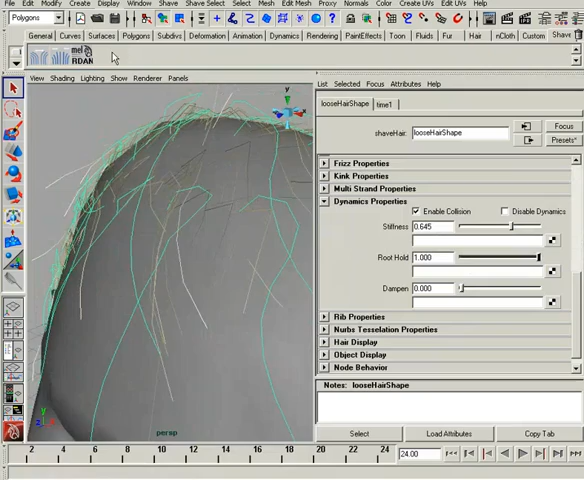 File Edit Modify Create Display Window Shave Shave Select Select Mesh Edit Mesh Proxy Normals Color Create UVs Edit UVs Help
Polygons
General Curves Surfaces Polygons Subdivs Deformation Animation Dynamics Rendering PaintEffects Toon Fluids Fur Hair nCloth Custom Shave
mel
RDAN
View Shading Lighting Show Renderer Panels
List Selected Focus Attributes Help
looseHairShape time1
shaveHair: looseHairShape
Focus
Presets*
Frizz Properties
Kink Properties
Multi Strand Properties
Dynamics Properties
Enable Collision Disable Dynamics
Stiffness 0.645
Root Hold 1.000
Dampen 0.000
Rib Properties
Nurbs Tesselation Properties
Hair Display
Object Display
Node Behavior
Notes: looseHairShape
Select Load Attributes Copy Tab
y
z
y
z
persp
2 4 6 8 10 12 14 16 18 20 22 24 24.00